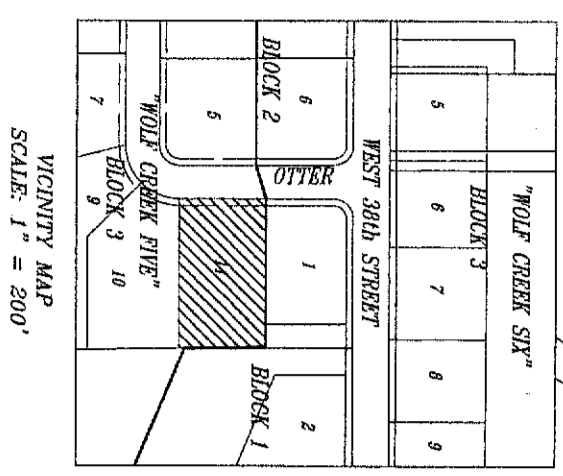 "WOLF CREEK SIX"
BLOCK 3
5
6
7
8
9
WEST 38th STREET
BLOCK 2
6
5
OTTER
1
11
2
BLOCK 1
"WOLF CREEK FIVE"
BLOCK 3
7
9
10
VICINITY MAP
SCALE: 1" = 200'